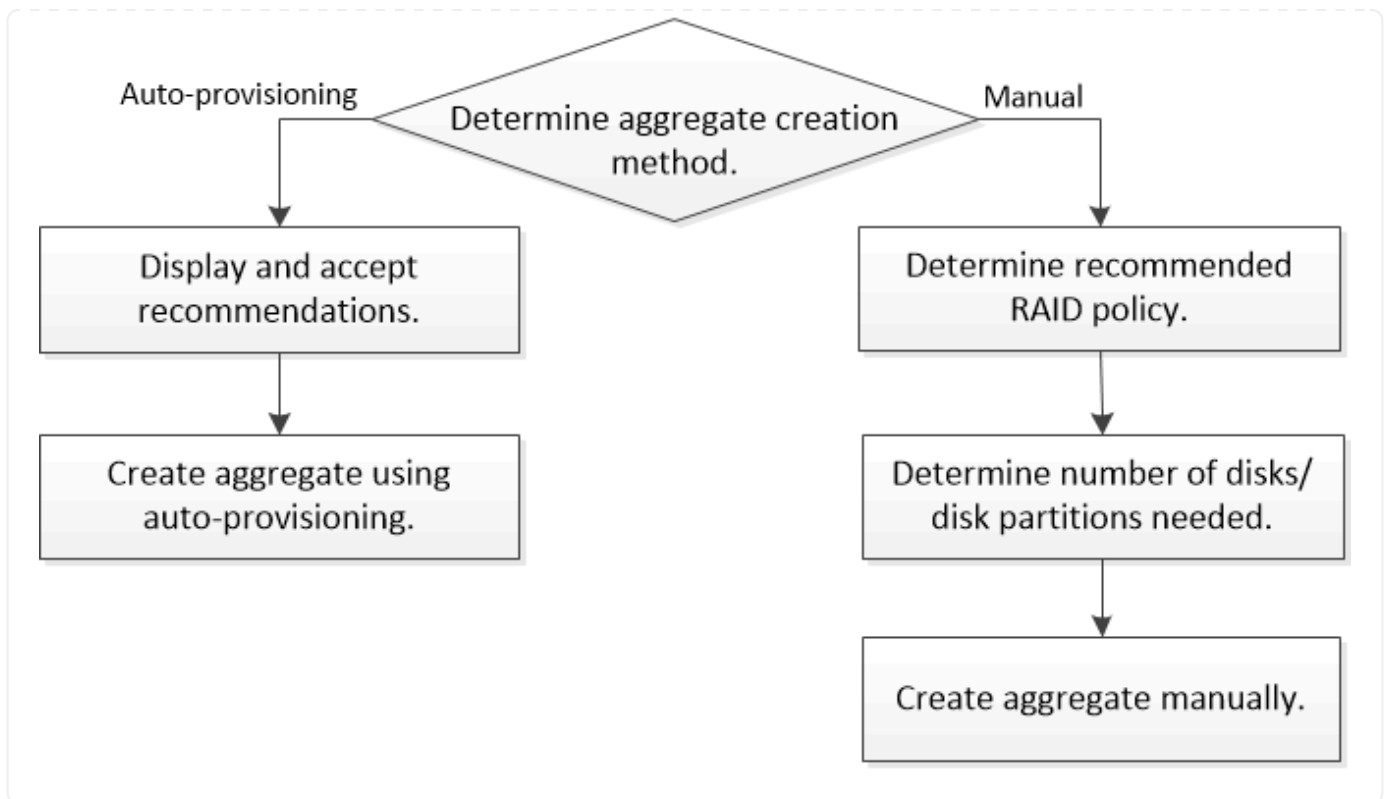 Auto-provisioning
Manual
Determine aggregate creation
method.
Display and accept
recommendations.
Determine recommended
RAID policy.
Create aggregate using
auto-provisioning.
Determine number of disks/
disk partitions needed.
Create aggregate manually.